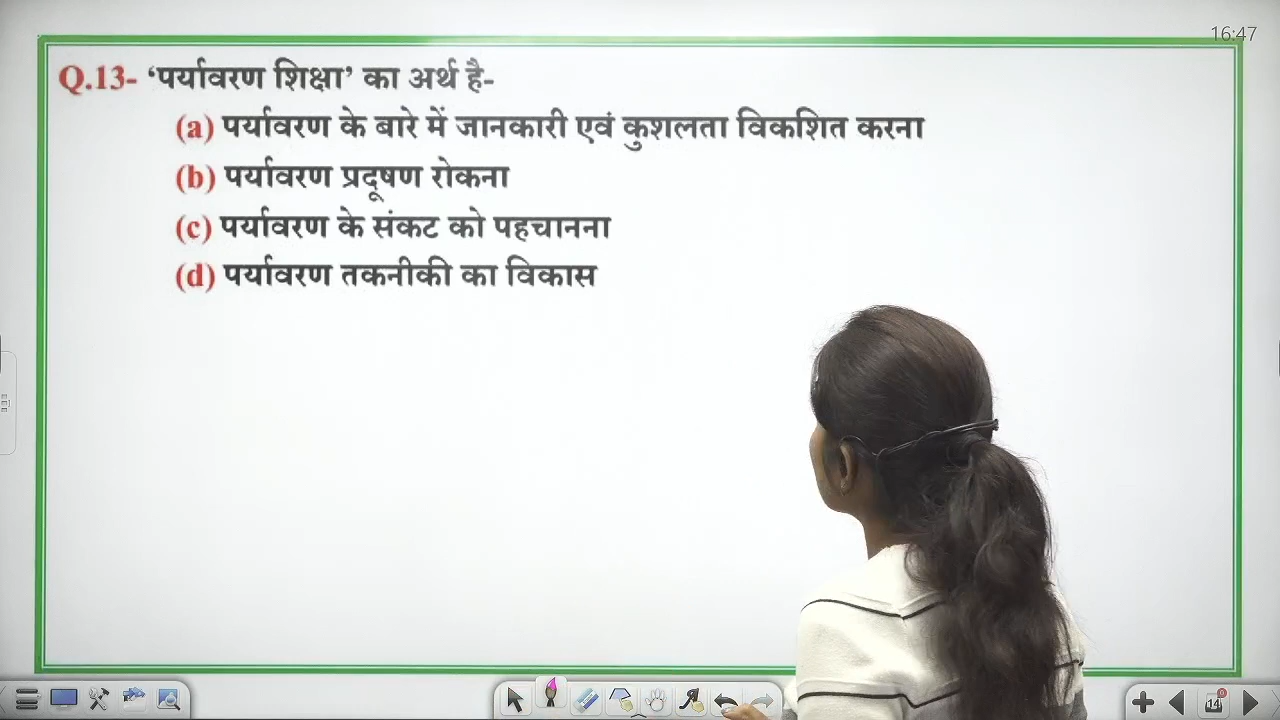 16:47
Q.13- ‘पर्यावरण शिक्षा’ का अर्थ है-
(a) पर्यावरण के बारे में जानकारी एवं कुशलता विकशित करना
(b) पर्यावरण प्रदूषण रोकना
(c) पर्यावरण के संकट को पहचानना
(d) पर्यावरण तकनीकी का विकास
14